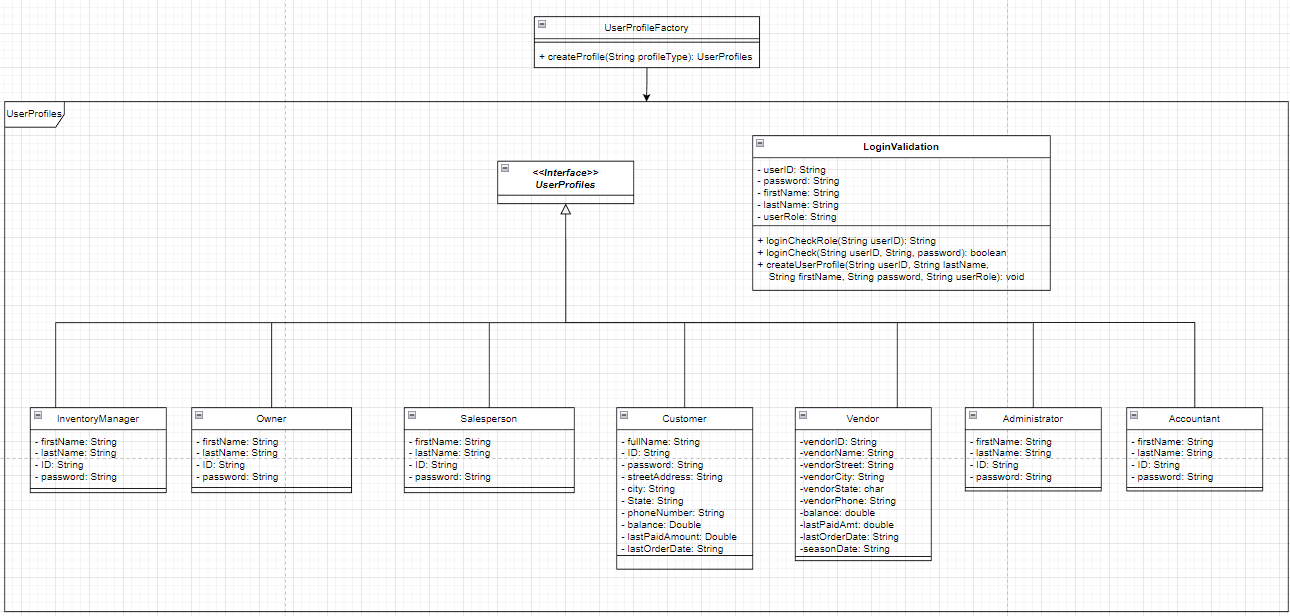 UserProfileFactory
+ createProfile(String profileType): UserProfiles
UserProfiles
<<Interface>>
UserProfiles
LoginValidation
- userID: String
- password: String
- firstName: String
- lastName: String
- userRole: String
+ loginCheckRole(String userID): String
+ loginCheck(String userID, String, password): boolean
+ createUserProfile(String userID, String lastName,
String firstName, String password, String userRole): void
InventoryManager
- firstName: String
- lastName: String
- ID: String
- password: String
Owner
- firstName: String
- lastName: String
- ID: String
- password: String
Salesperson
- firstName: String
- lastName: String
- ID: String
- password: String
Customer
- fullName: String
- ID: String
- password: String
- streetAddress: String
- city: String
- State: String
- phoneNumber: String
- balance: Double
- lastPaidAmount: Double
- lastOrderDate: String
Vendor
-vendorID: String
-vendorName: String
-vendorStreet: String
-vendorCity: String
-vendorState: char
-vendorPhone: String
-balance: double
-lastPaidAmt: double
-lastOrderDate: String
-seasonDate: String
Administrator
- firstName: String
- lastName: String
- ID: String
- password: String
Accountant
- firstName: String
- lastName: String
- ID: String
- password: String